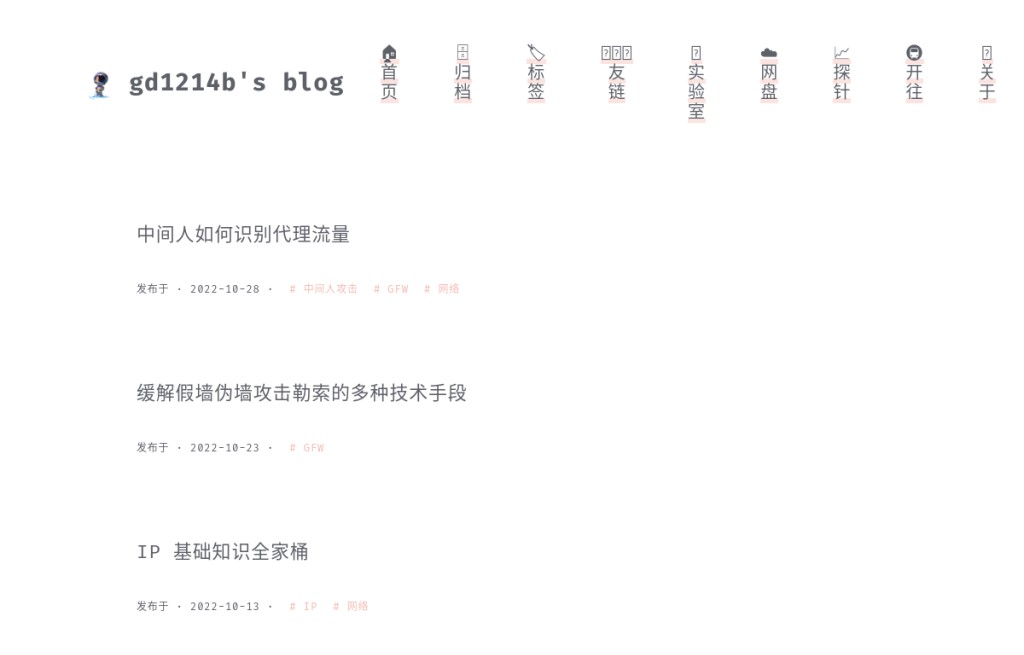 gd1214b's blog
🏠首页
🗄归档
🏷标签
友链
实验室
☁网盘
📈探针
🚇开往
关于
中间人如何识别代理流量
发布于 · 2022-10-28 · # 中间人攻击 # GFW # 网络
缓解假墙伪墙攻击勒索的多种技术手段
发布于 · 2022-10-23 · # GFW
IP 基础知识全家桶
发布于 · 2022-10-13 · # IP # 网络